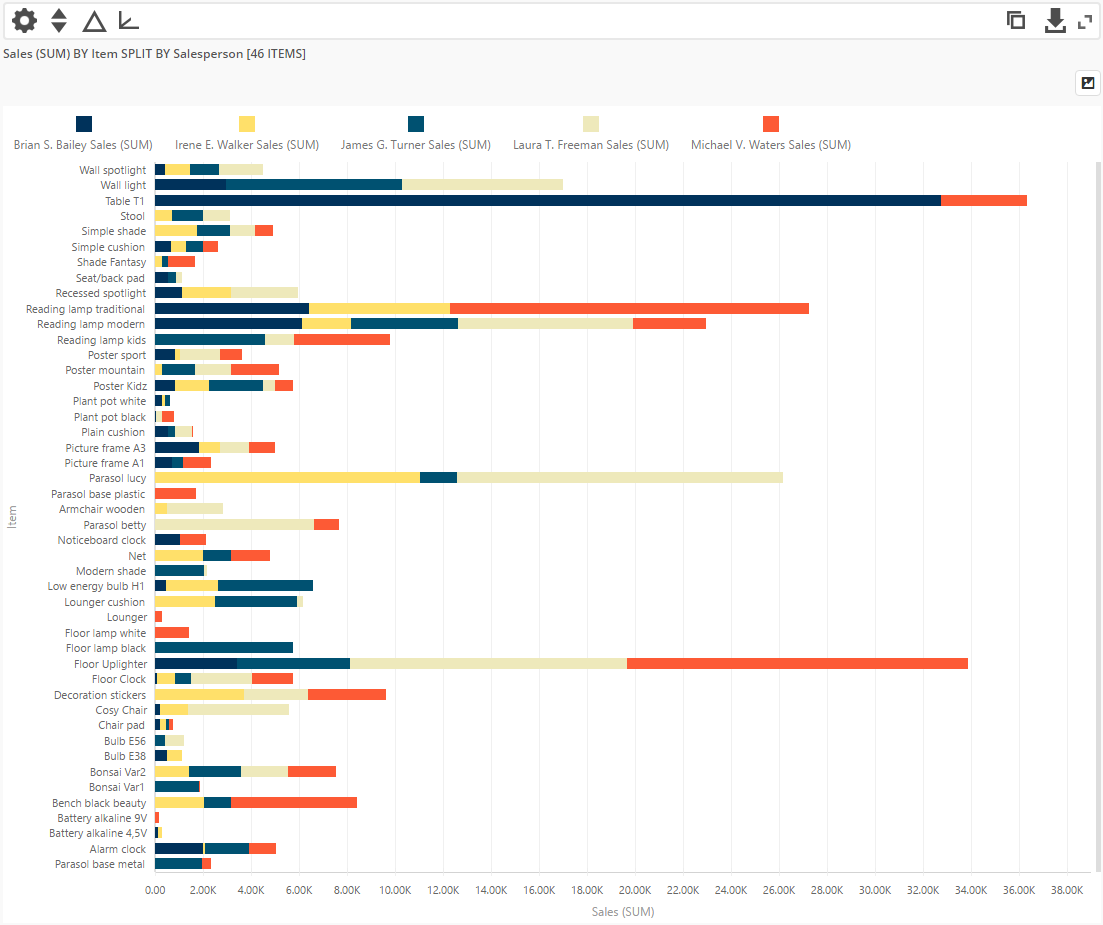 Sales (SUM) BY Item SPLIT BY Salesperson [46 ITEMS]
Brian S. Bailey Sales (SUM) Irene E. Walker Sales (SUM) James G. Turner Sales (SUM) Laura T. Freeman Sales (SUM) Michael V. Waters Sales (SUM)
Wall spotlight
Wall light
Table T1
Stool
Simple shade
Simple cushion
Shade Fantasy
Seat/back pad
Recessed spotlight
Reading lamp traditional
Reading lamp modern
Reading lamp kids
Poster sport
Poster mountain
Poster Kidz
Plant pot white
Plant pot black
Plain cushion
Picture frame A3
Picture frame A1
Parasol lucy
Parasol base plastic
Armchair wooden
Item
Parasol betty
Noticeboard clock
Net
Modern shade
Low energy bulb H1
Lounger cushion
Lounger
Floor lamp white
Floor lamp black
Floor Uplighter
Floor Clock
Decoration stickers
Cosy Chair
Chair pad
Bulb E56
Bulb E38
Bonsai Var2
Bonsai Var1
Bench black beauty
Battery alkaline 9V
Battery alkaline 4,5V
Alarm clock
Parasol base metal
0.00 2.00K 4.00K 6.00K 8.00K 10.00K 12.00K 14.00K 16.00K 18.00K 20.00K 22.00K 24.00K 26.00K 28.00K 30.00K 32.00K 34.00K 36.00K 38.00K
Sales (SUM)